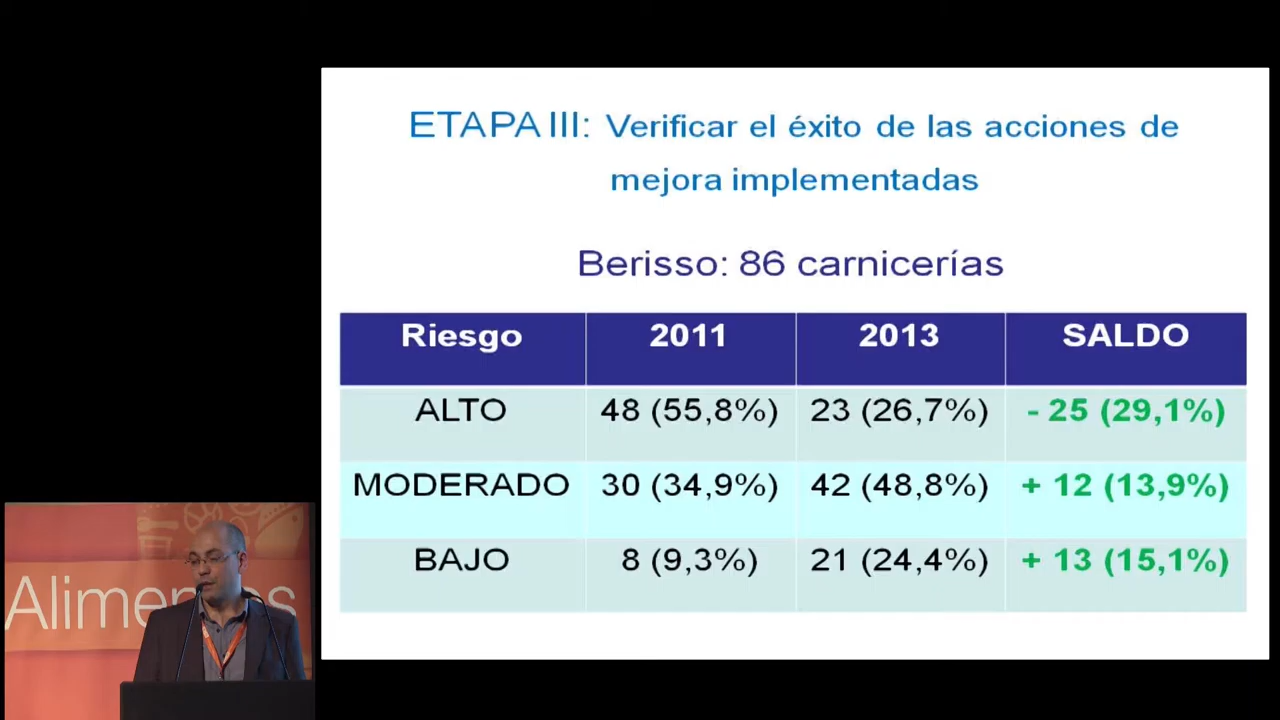 ETAPA III: Verificar el éxito de las acciones de
mejora implementadas
Berisso: 86 carnicerías
Riesgo 2011 2013 SALDO
ALTO 48 (55,8%) 23 (26,7%) - 25 (29,1%)
MODERADO 30 (34,9%) 42 (48,8%) + 12 (13,9%)
BAJO 8 (9,3%) 21 (24,4%) + 13 (15,1%)
Alimentos